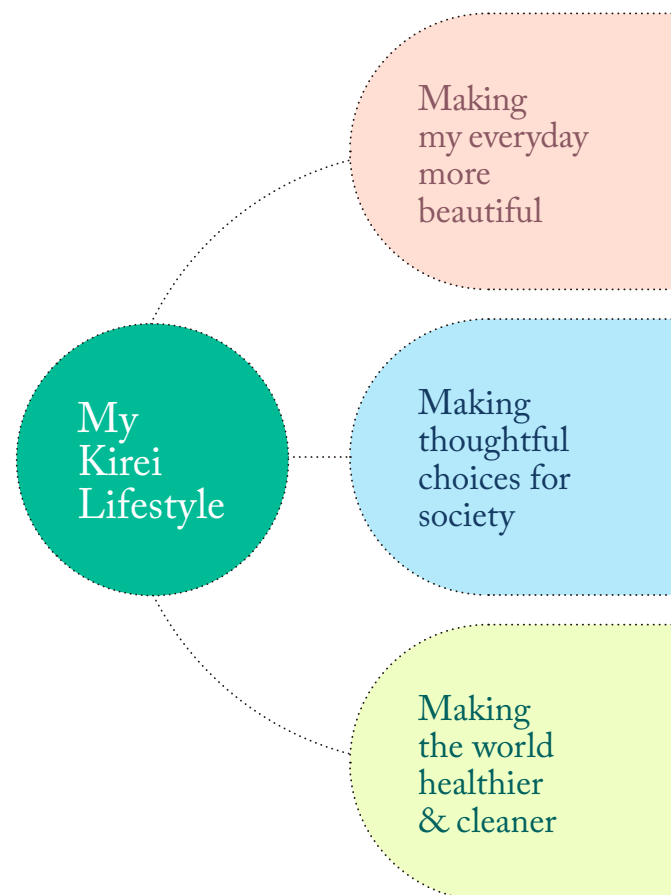 My
Kirei
Lifestyle
Making
my everyday
more
beautiful
Making
thoughtful
choices for
society
Making
the world
healthier
& cleaner